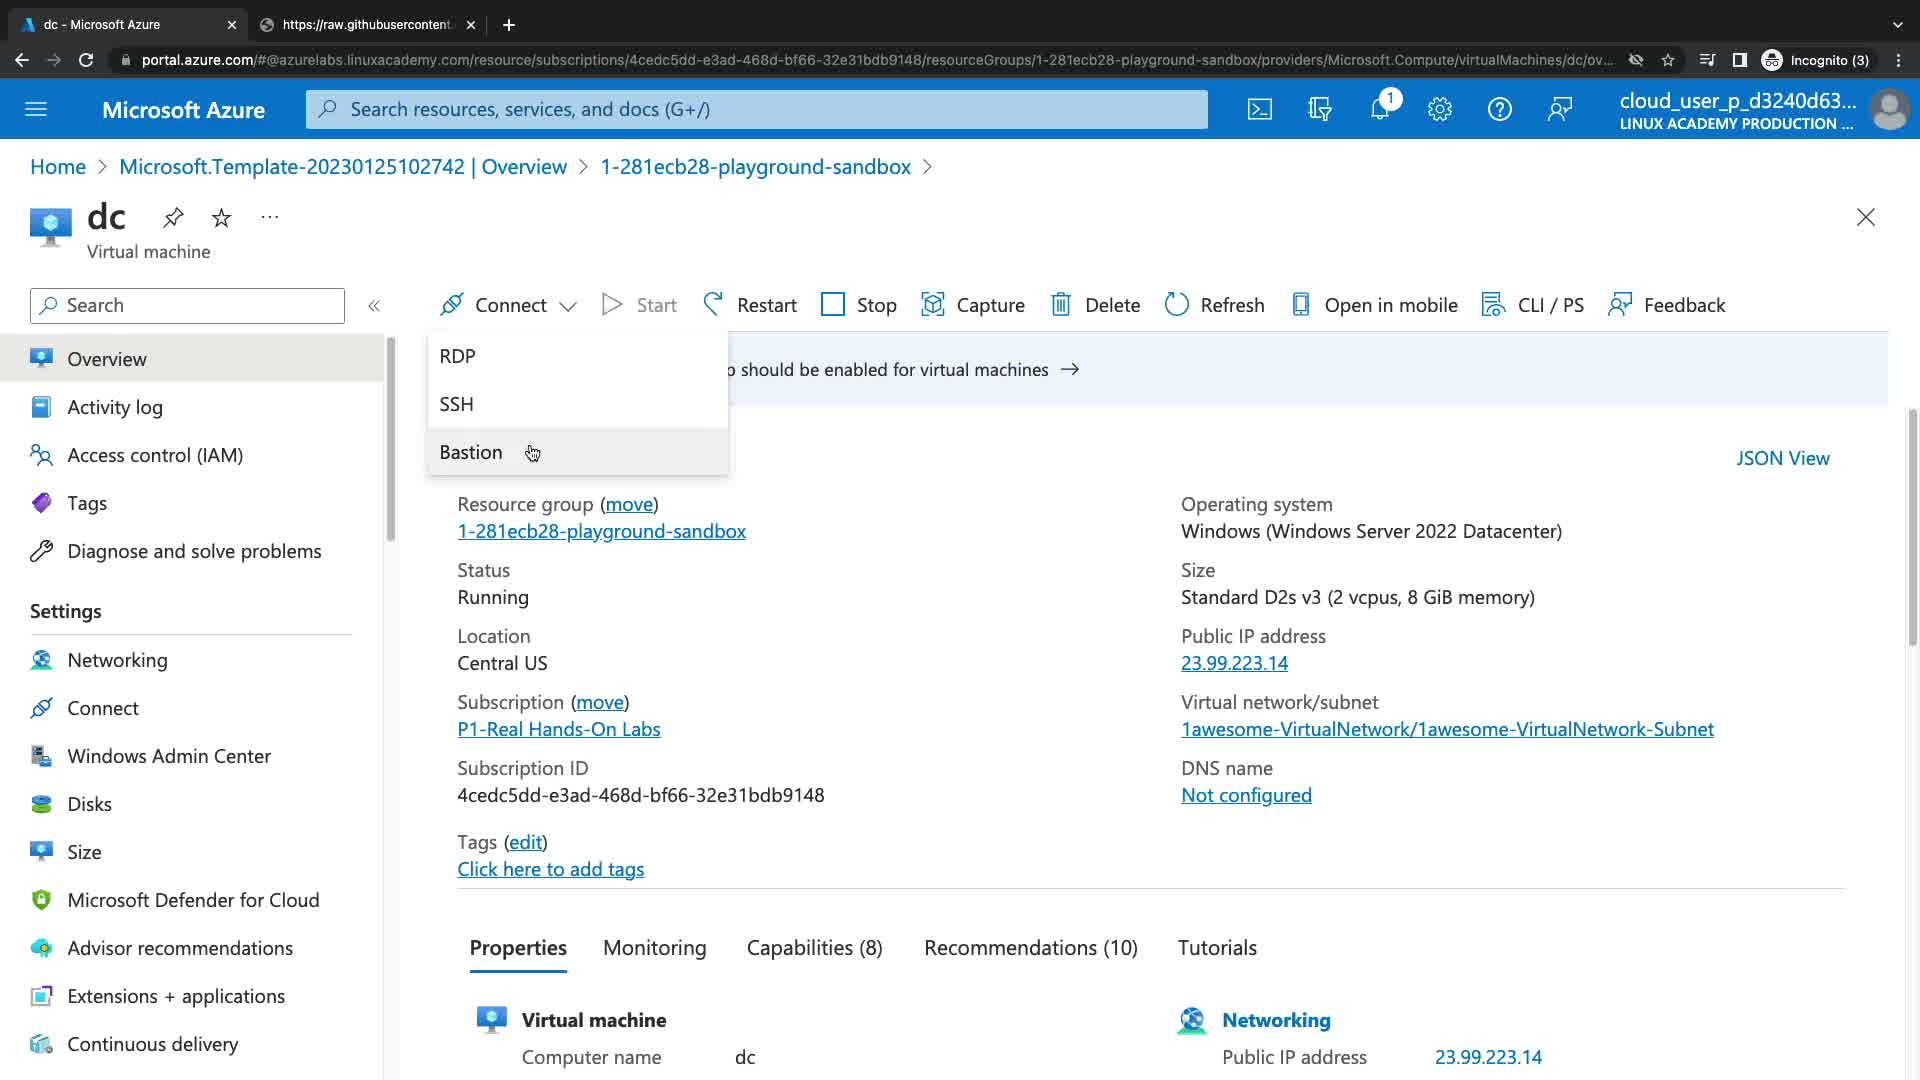 dc - Microsoft Azure
https://raw.githubusercontent.
portal.azure.com/#@azurelabs.linuxacademy.com/resource/subscriptions/4cedc5dd-e3ad-468d-bf66-32e31bdb9148/resourceGroups/1-281ecb28-playground-sandbox/providers/Microsoft.Compute/virtualMachines/dc/ov...
Incognito (3)
Microsoft Azure
Search resources, services, and docs (G+/)
1
cloud_user_p_d3240d63...
LINUX ACADEMY PRODUCTION ...
Home > Microsoft.Template-20230125102742 | Overview > 1-281ecb28-playground-sandbox >
dc
Virtual machine
Search
Connect
Start
Restart
Stop
Capture
Delete
Refresh
Open in mobile
CLI / PS
Feedback
RDP
SSH
Bastion
should be enabled for virtual machines →
JSON View
Overview
Activity log
Access control (IAM)
Tags
Diagnose and solve problems
Settings
Networking
Connect
Windows Admin Center
Disks
Size
Microsoft Defender for Cloud
Advisor recommendations
Extensions + applications
Continuous delivery
Resource group (move)
1-281ecb28-playground-sandbox
Status
Running
Location
Central US
Subscription (move)
P1-Real Hands-On Labs
Subscription ID
4cedc5dd-e3ad-468d-bf66-32e31bdb9148
Tags (edit)
Click here to add tags
Operating system
Windows (Windows Server 2022 Datacenter)
Size
Standard D2s v3 (2 vcpus, 8 GiB memory)
Public IP address
23.99.223.14
Virtual network/subnet
1awesome-VirtualNetwork/1awesome-VirtualNetwork-Subnet
DNS name
Not configured
Properties
Monitoring
Capabilities (8)
Recommendations (10)
Tutorials
Virtual machine
Computer name dc
Networking
Public IP address 23.99.223.14